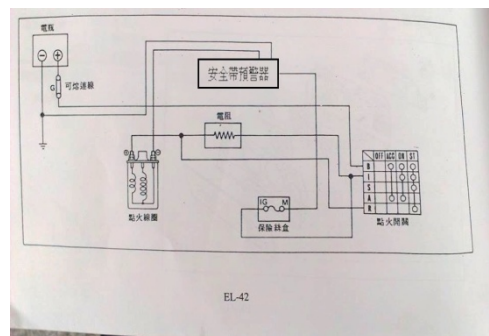 電瓶
G 可熔連線
安全帶預警器
電阻
OFF ACC ON ST
B
I
S
A
R
點火開關
IG M
保險絲盒
點火線圈
EL-42